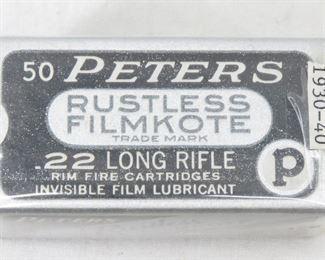 50 PETERS
RUSTLESS
FILMKOTE
TRADE MARK
.22 LONG RIFLE
RIM FIRE CARTRIDGES
INVISIBLE FILM LUBRICANT
P
1930-40